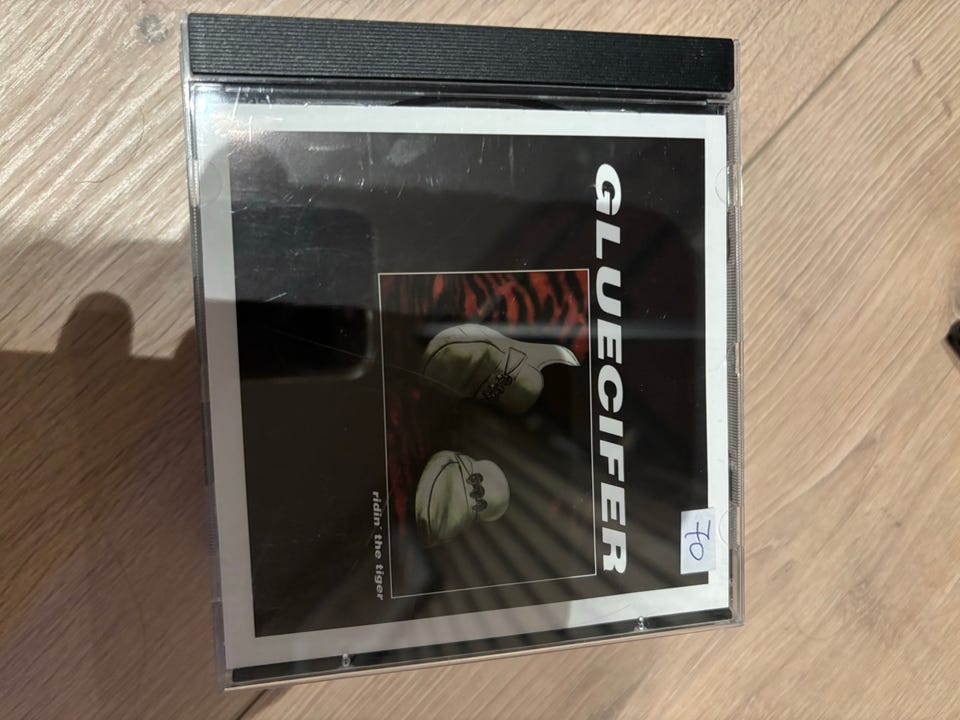 GLUECIFER
ridin' the tiger
70